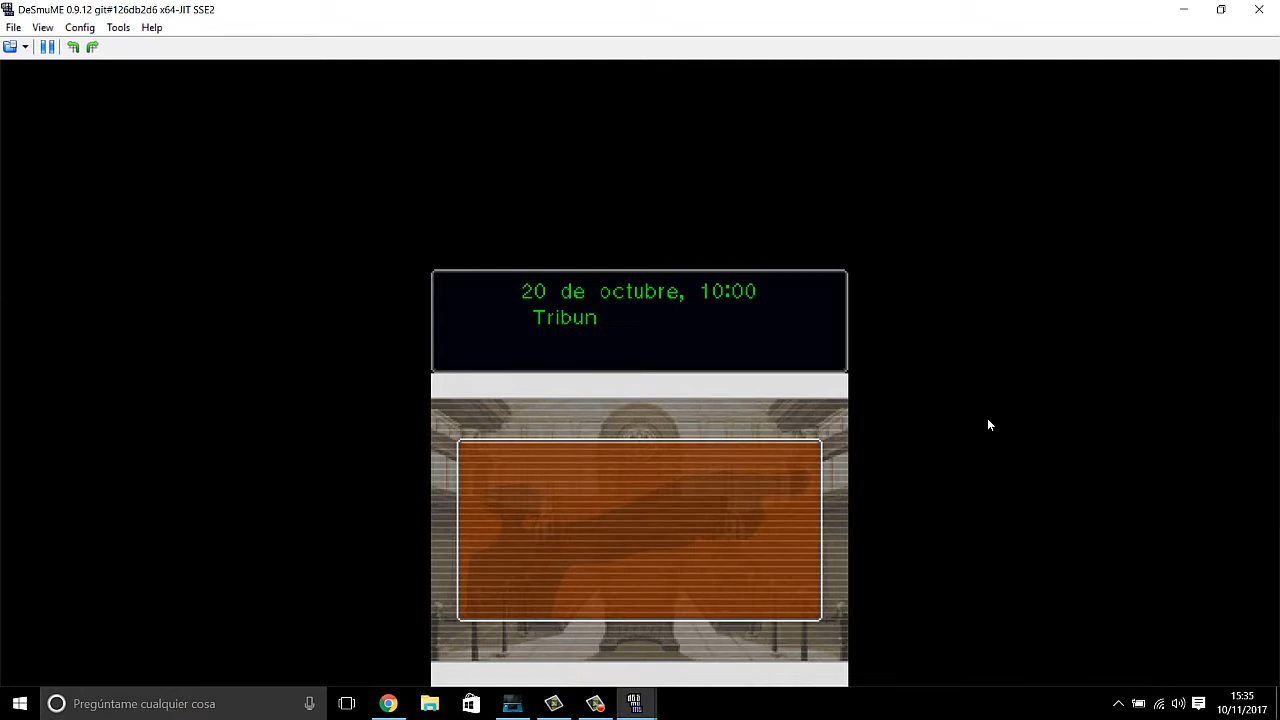 DeSmuME 0.9.12 git#126db2d6 x64-JIT SSE2
File View Config Tools Help
20 de octubre, 10:00
Tribun
Pregúntame cualquier cosa
15:35
10/11/2017